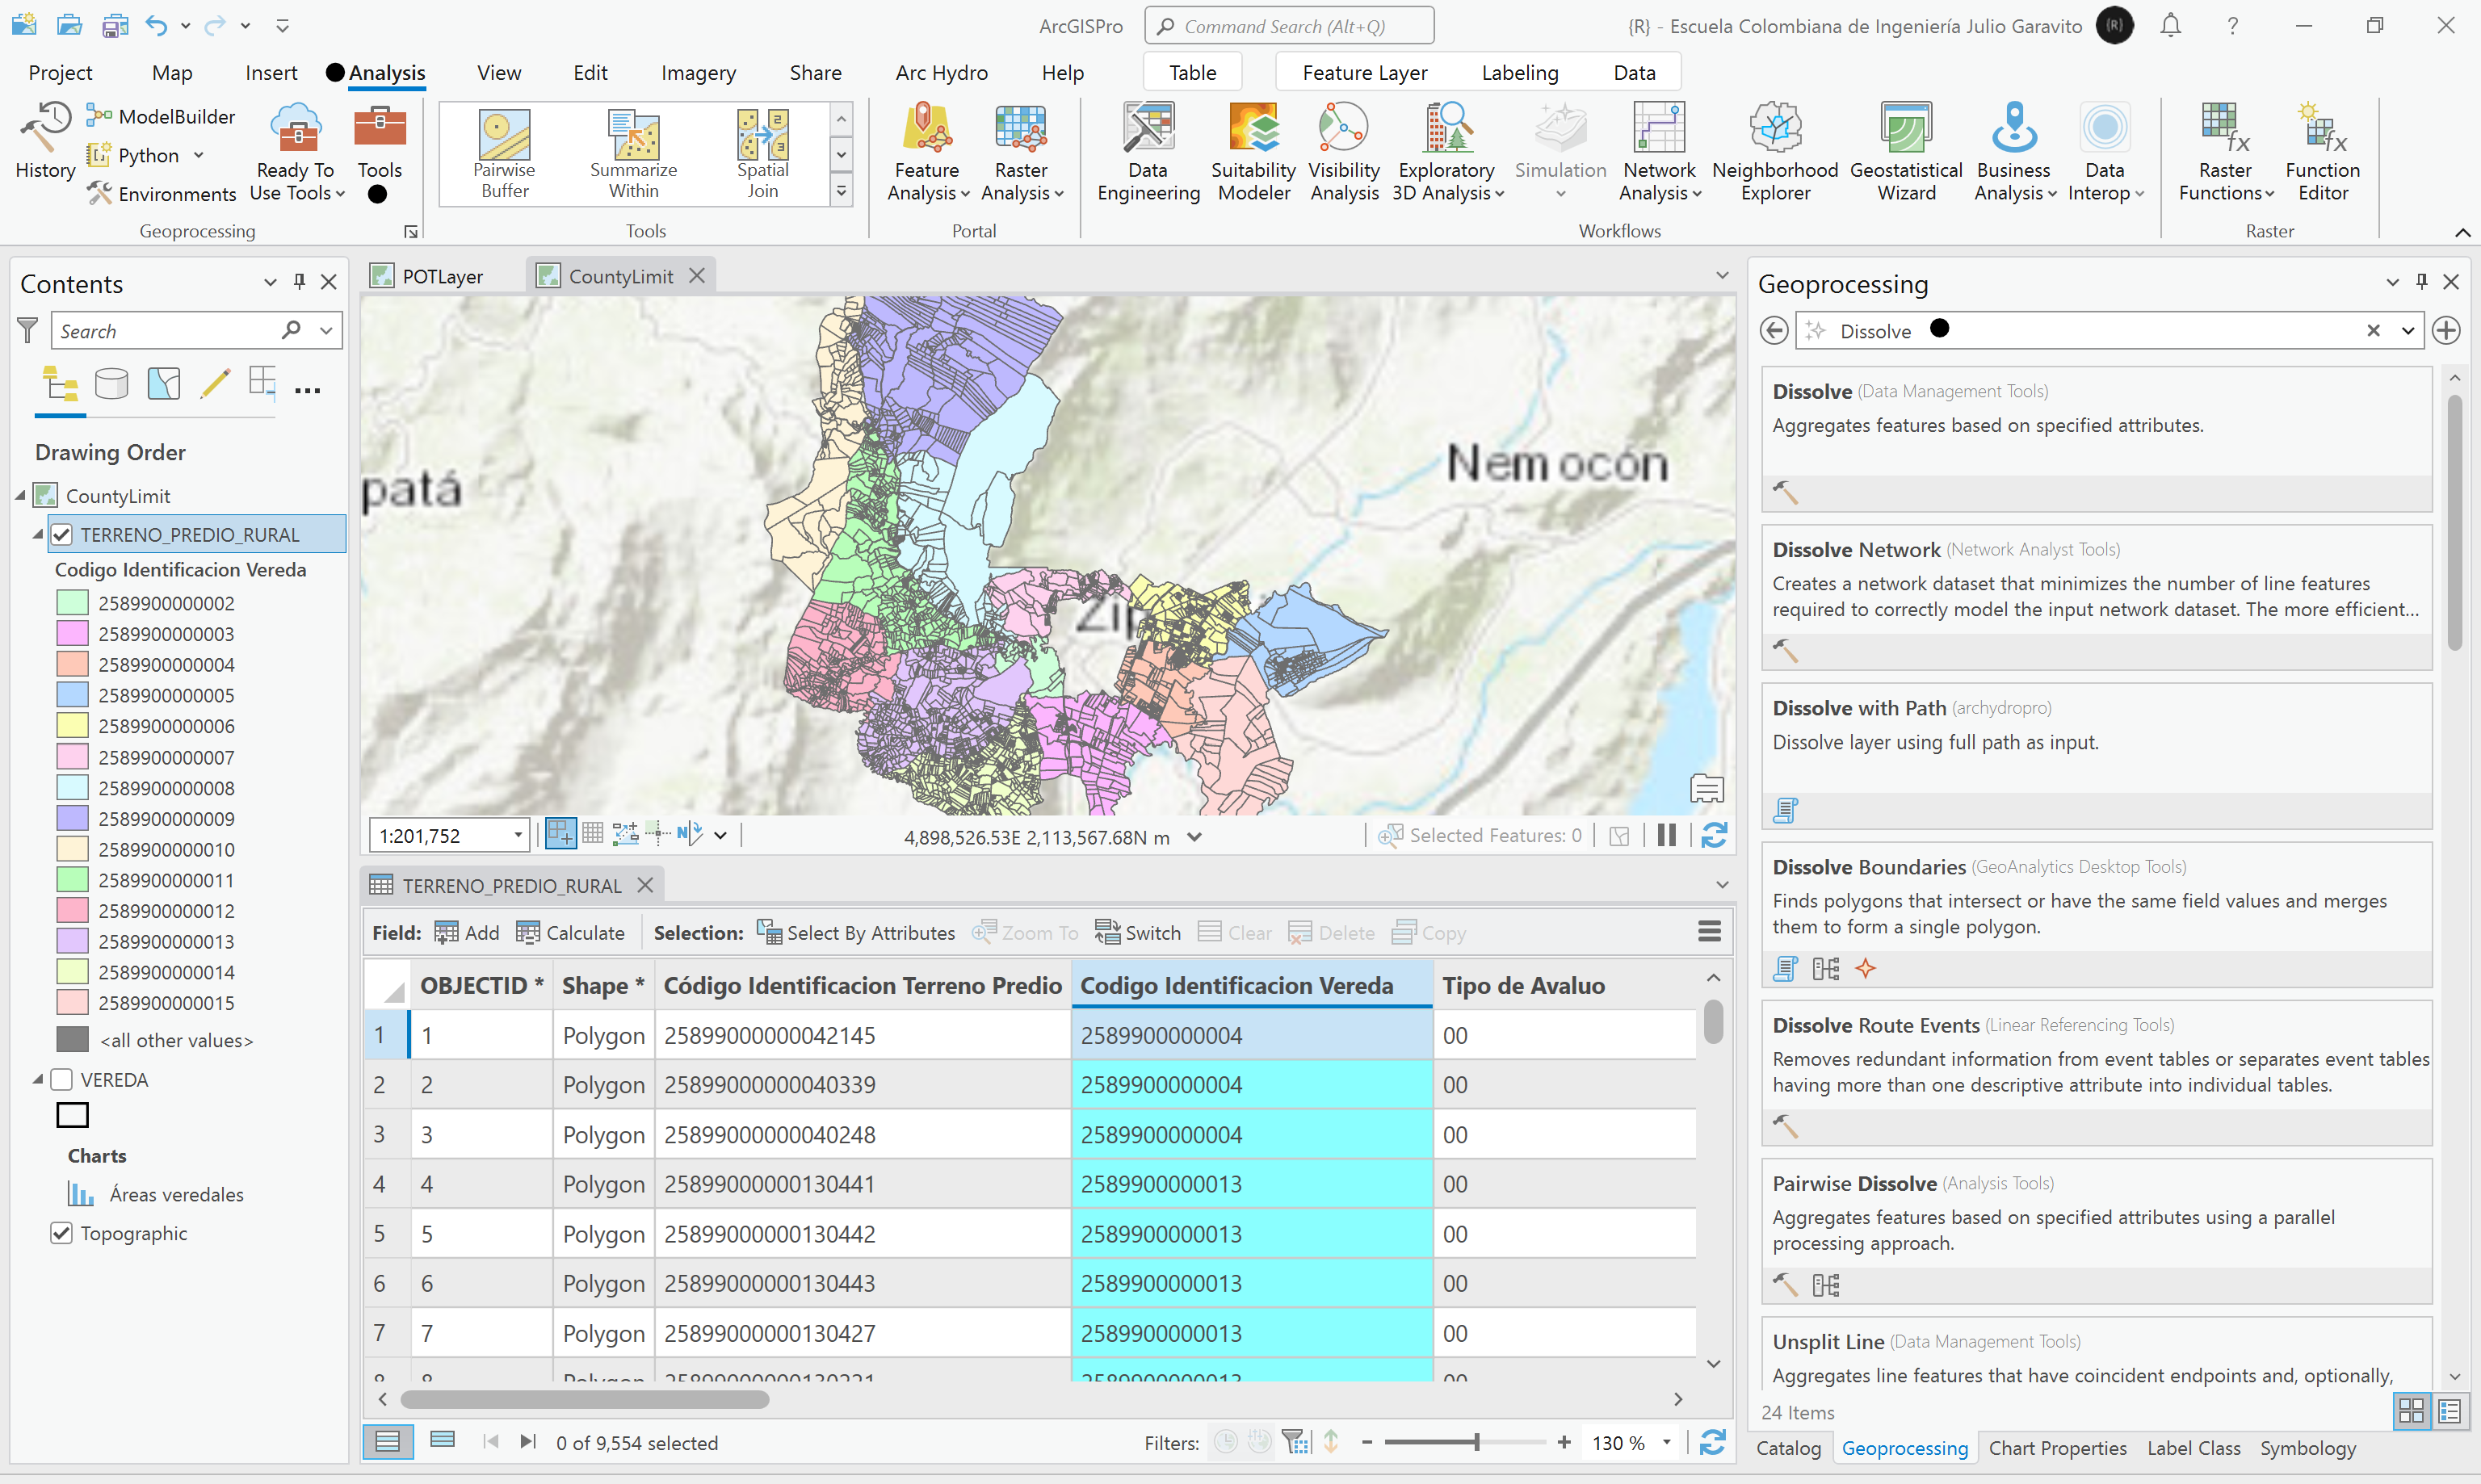 ArcGISPro
Command Search (Alt+Q)
{R} - Escuela Colombiana de Ingeniería Julio Garavito
{R}
Project Map Insert Analysis View Edit Imagery Share Arc Hydro Help Table Feature Layer Labeling Data
History
ModelBuilder
Python
Environments
Ready To
Use Tools
Tools
Geoprocessing
Pairwise
Buffer
Summarize
Within
Spatial
Join
Tools
Feature
Analysis
Raster
Analysis
Portal
Data
Engineering
Suitability
Modeler
Visibility
Analysis
Exploratory
3D Analysis
Simulation
Network
Analysis
Neighborhood
Explorer
Geostatistical
Wizard
Business
Analysis
Data
Interop
Workflows
Raster
Functions
Function
Editor
Raster
Contents
Search
Drawing Order
CountyLimit
TERRENO_PREDIO_RURAL
Codigo Identificacion Vereda
2589900000002
2589900000003
2589900000004
2589900000005
2589900000006
2589900000007
2589900000008
2589900000009
2589900000010
2589900000011
2589900000012
2589900000013
2589900000014
2589900000015
<all other values>
VEREDA
Charts
Áreas veredales
Topographic
POTLayer
CountyLimit
patá
Nemocón
Zip
1:201,752
4,898,526.53E 2,113,567.68N m
Selected Features: 0
TERRENO_PREDIO_RURAL
Field: Add Calculate Selection: Select By Attributes Zoom To Switch Clear Delete Copy
OBJECTID * Shape * Código Identificacion Terreno Predio Codigo Identificacion Vereda Tipo de Avaluo
1 1 Polygon 25899000000042145 2589900000004 00
2 2 Polygon 25899000000040339 2589900000004 00
3 3 Polygon 25899000000040248 2589900000004 00
4 4 Polygon 25899000000130441 2589900000013 00
5 5 Polygon 25899000000130442 2589900000013 00
6 6 Polygon 25899000000130443 2589900000013 00
7 7 Polygon 25899000000130427 2589900000013 00
0 of 9,554 selected
Filters:
130 %
Geoprocessing
Dissolve
Dissolve (Data Management Tools)
Aggregates features based on specified attributes.
Dissolve Network (Network Analyst Tools)
Creates a network dataset that minimizes the number of line features
required to correctly model the input network dataset. The more efficient...
Dissolve with Path (archydropro)
Dissolve layer using full path as input.
Dissolve Boundaries (GeoAnalytics Desktop Tools)
Finds polygons that intersect or have the same field values and merges
them to form a single polygon.
Dissolve Route Events (Linear Referencing Tools)
Removes redundant information from event tables or separates event tables
having more than one descriptive attribute into individual tables.
Pairwise Dissolve (Analysis Tools)
Aggregates features based on specified attributes using a parallel
processing approach.
Unsplit Line (Data Management Tools)
Aggregates line features that have coincident endpoints and, optionally,
24 Items
Catalog Geoprocessing Chart Properties Label Class Symbology